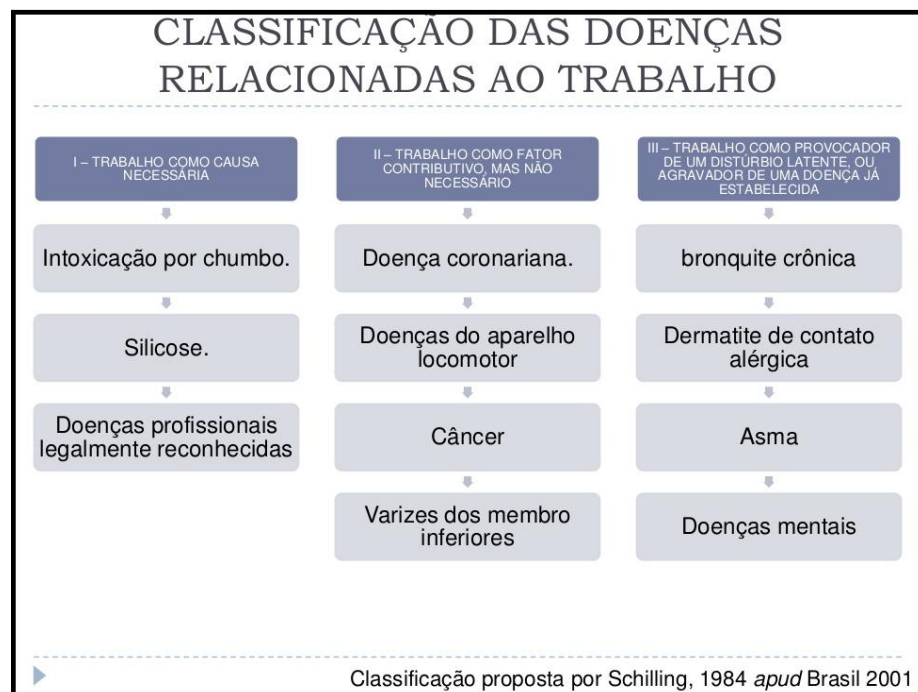 CLASSIFICAÇÃO DAS DOENÇAS
RELACIONADAS AO TRABALHO
I – TRABALHO COMO CAUSA
NECESSÁRIA
Intoxicação por chumbo.
Silicose.
Doenças profissionais
legalmente reconhecidas
II – TRABALHO COMO FATOR
CONTRIBUTIVO, MAS NÃO
NECESSÁRIO
Doença coronariana.
Doenças do aparelho
locomotor
Câncer
Varizes dos membro
inferiores
III – TRABALHO COMO PROVOCADOR
DE UM DISTÚRBIO LATENTE, OU
AGRAVADOR DE UMA DOENÇA JÁ
ESTABELECIDA
bronquite crônica
Dermatite de contato
alérgica
Asma
Doenças mentais
Classificação proposta por Schilling, 1984 apud Brasil 2001